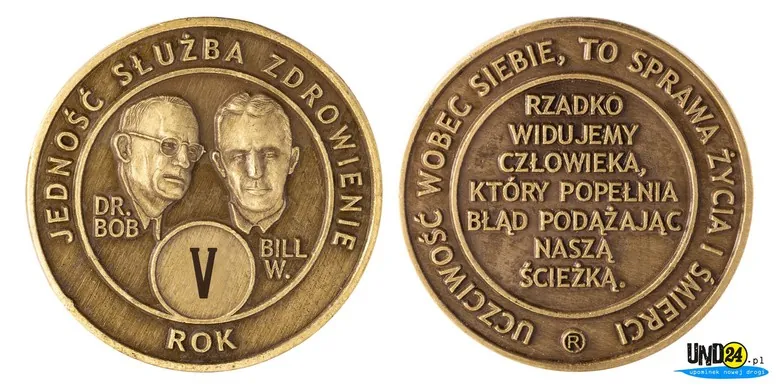 JEDNOŚĆ SŁUŻBA ZDROWIENIE
DR.
BOB
BILL
W.
V
ROK
UCZCIWOŚĆ WOBEC SIEBIE, TO SPRAWA ŻYCIA I ŚMIERCI
RZADKO
WIDUJEMY
CZŁOWIEKA,
KTÓRY POPEŁNIA
BŁĄD PODĄŻAJĄC
NASZĄ
ŚCIEŻKĄ.
®
UND24.pl
upominek nowej drogi